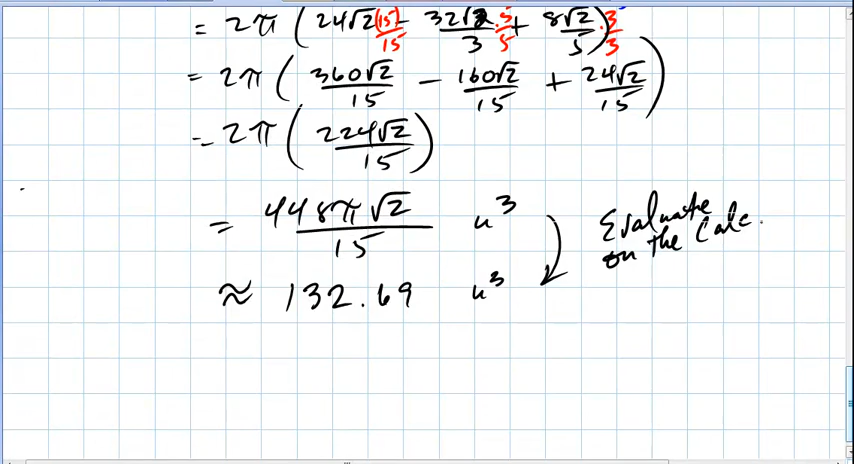 = 2π ( 24√2 (15)/15 - 32√2/3 · 5/5 + 8√2/5 ) · 3/3
= 2π ( 360√2/15 - 160√2/15 + 24√2/15 )
= 2π ( 224√2/15 )
= 448π√2/15 u³
Evaluate on the Calc.
≈ 132.69 u³